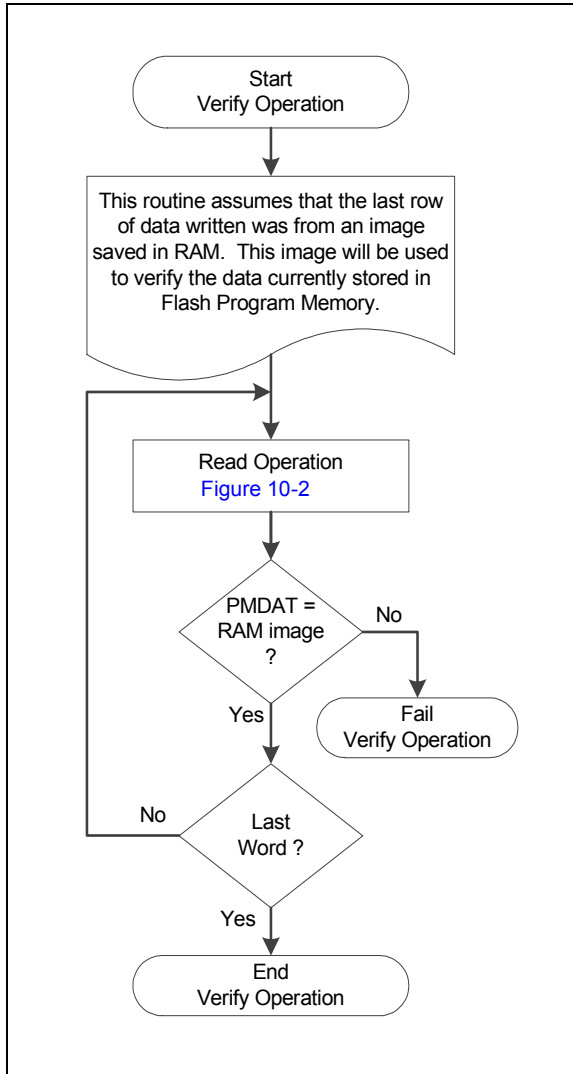 Start
Verify Operation
This routine assumes that the last row
of data written was from an image
saved in RAM. This image will be used
to verify the data currently stored in
Flash Program Memory.
Read Operation
Figure 10-2
PMDAT =
RAM image
?
No
Yes
Fail
Verify Operation
No
Last
Word ?
Yes
End
Verify Operation